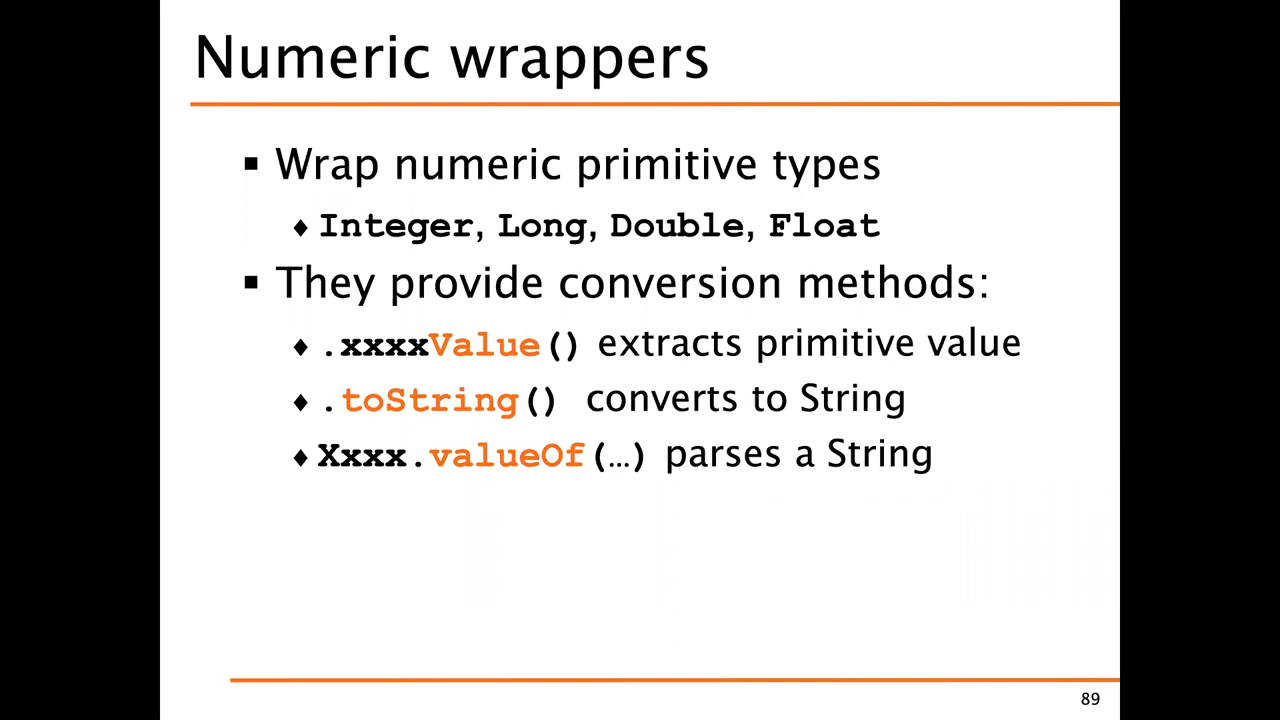 Numeric wrappers
▪ Wrap numeric primitive types
♦ Integer, Long, Double, Float
▪ They provide conversion methods:
♦ .xxxxValue() extracts primitive value
♦ .toString() converts to String
♦ Xxxx.valueOf(…) parses a String
89